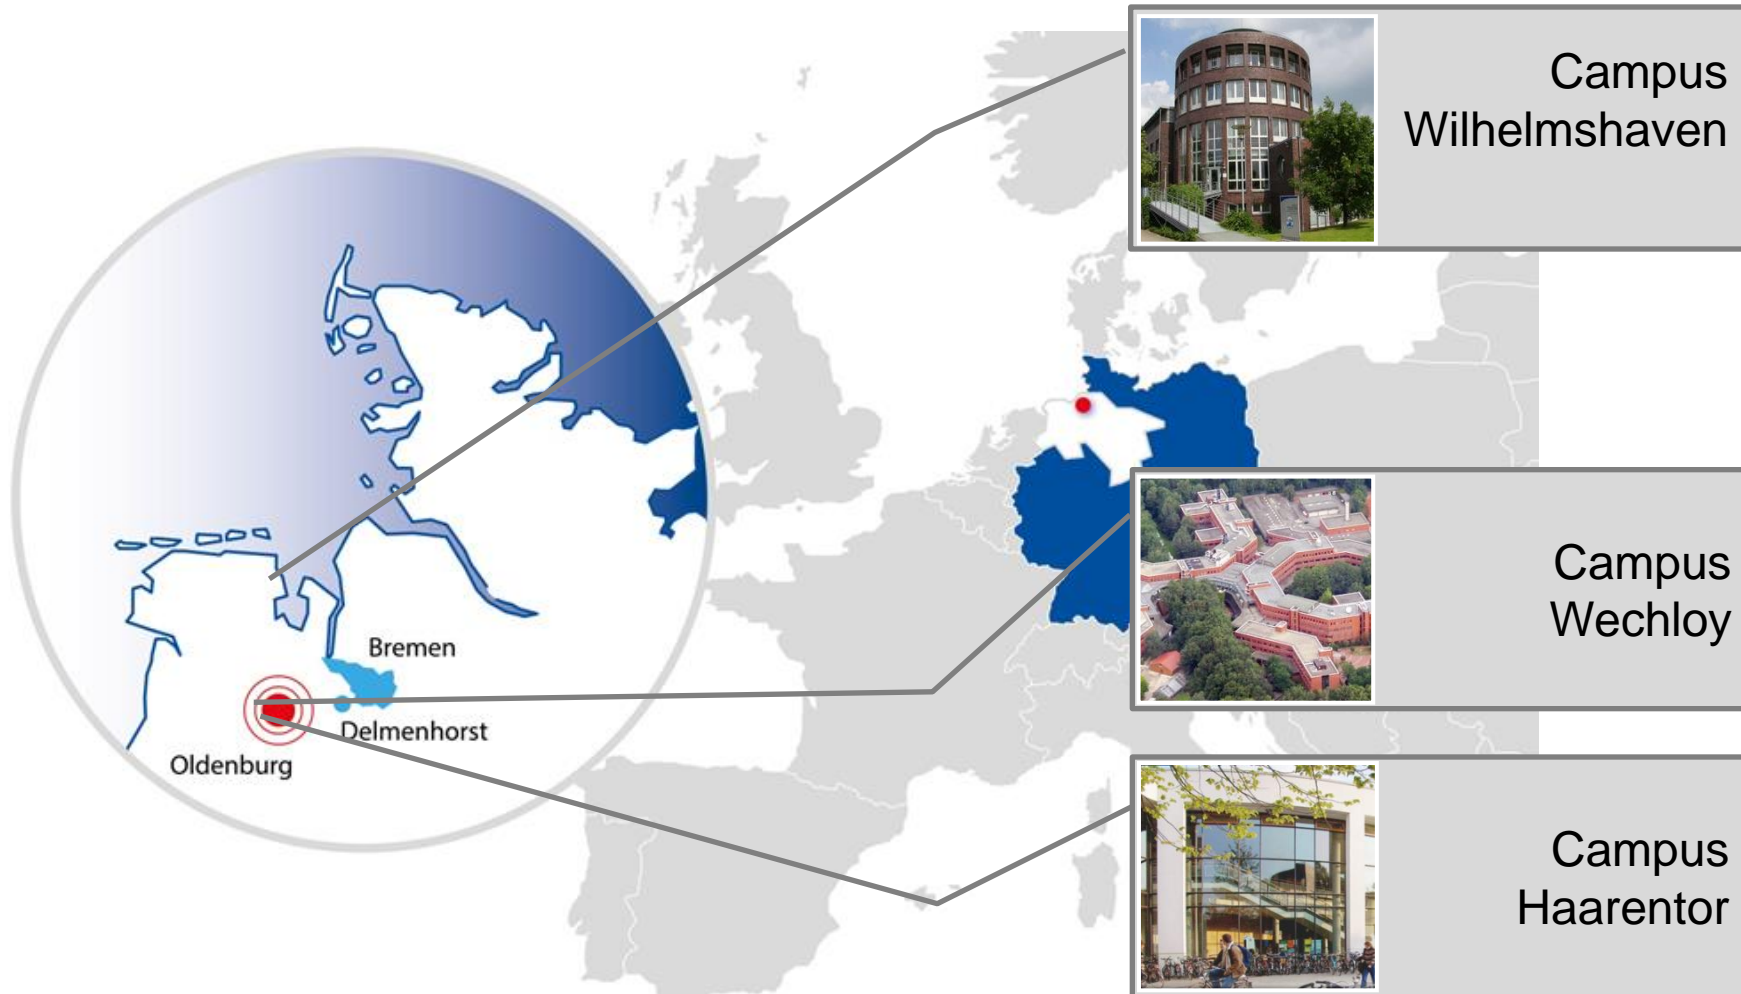 Campus
Wilhelmshaven
Bremen
Delmenhorst
Oldenburg
Campus
Wechloy
Campus
Haarentor